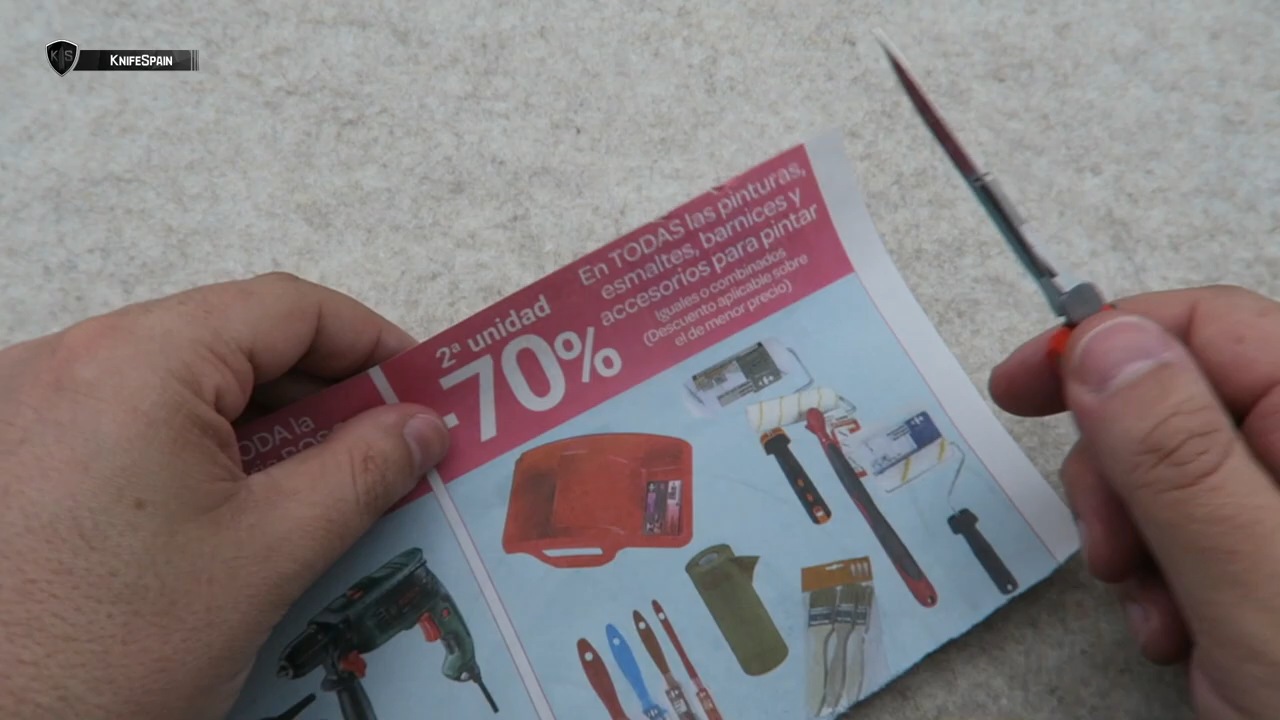 KS
KNIFESPAIN
En TODAS las pinturas,
esmaltes, barnices y
accesorios para pintar
Iguales o combinados
(Descuento aplicable sobre
el de menor precio)
2ª unidad
-70%
ODA la